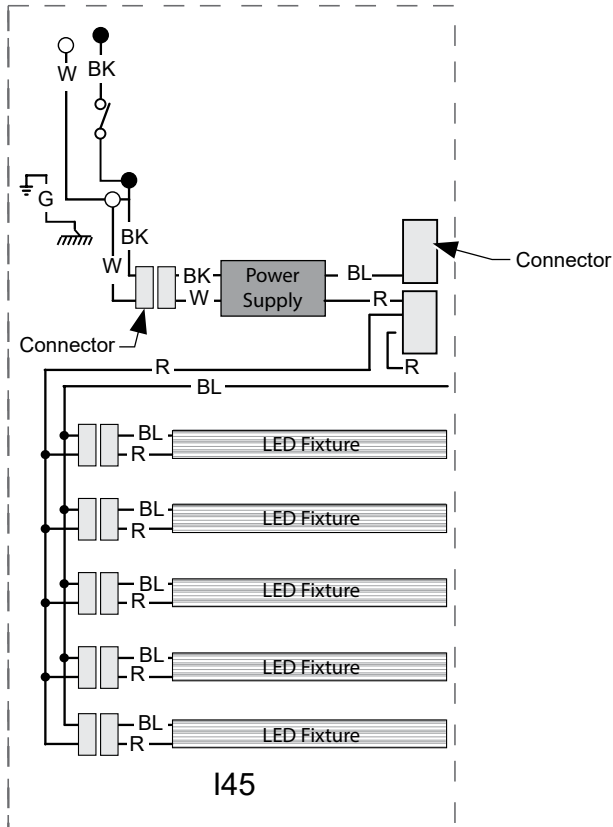 W BK
G
BK
W
BK
Power
Supply
BL
W
R
Connector
Connector
R
R
BL
BL
R
LED Fixture
BL
R
LED Fixture
BL
R
LED Fixture
BL
R
LED Fixture
BL
R
LED Fixture
I45